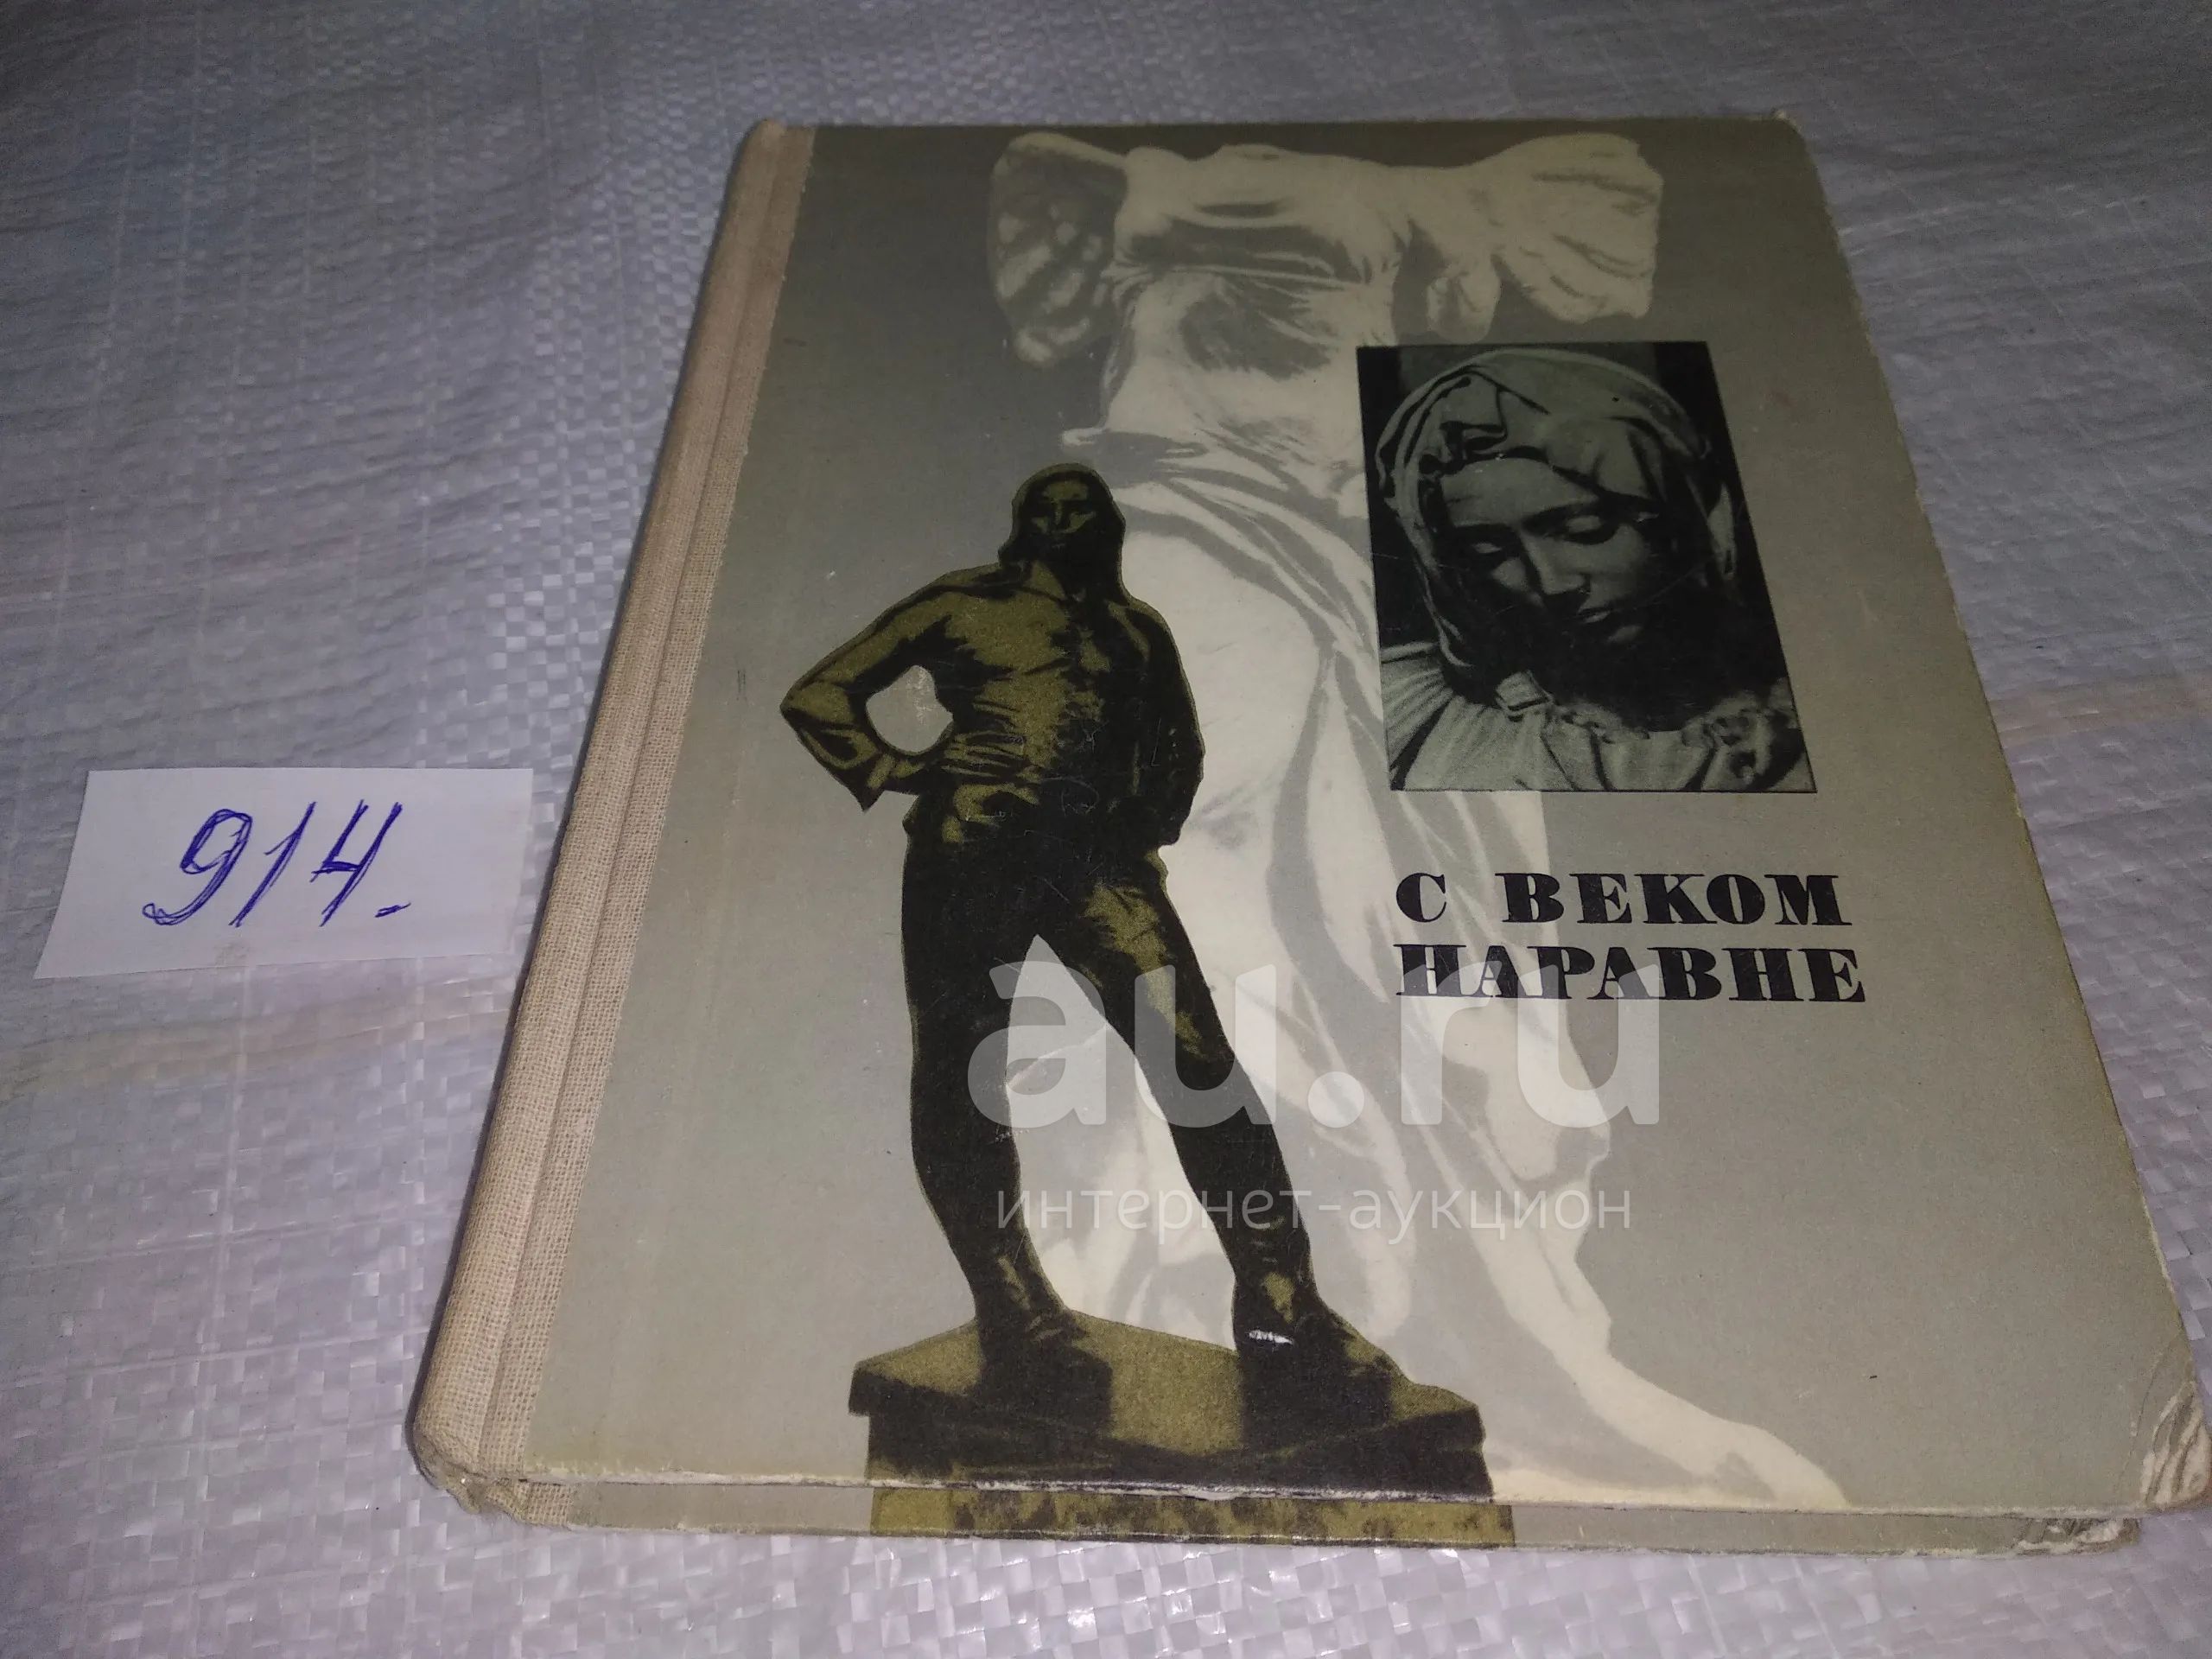 914.
С ВЕКОМ
НАРАВНЕ
au.ru
интернет-аукцион